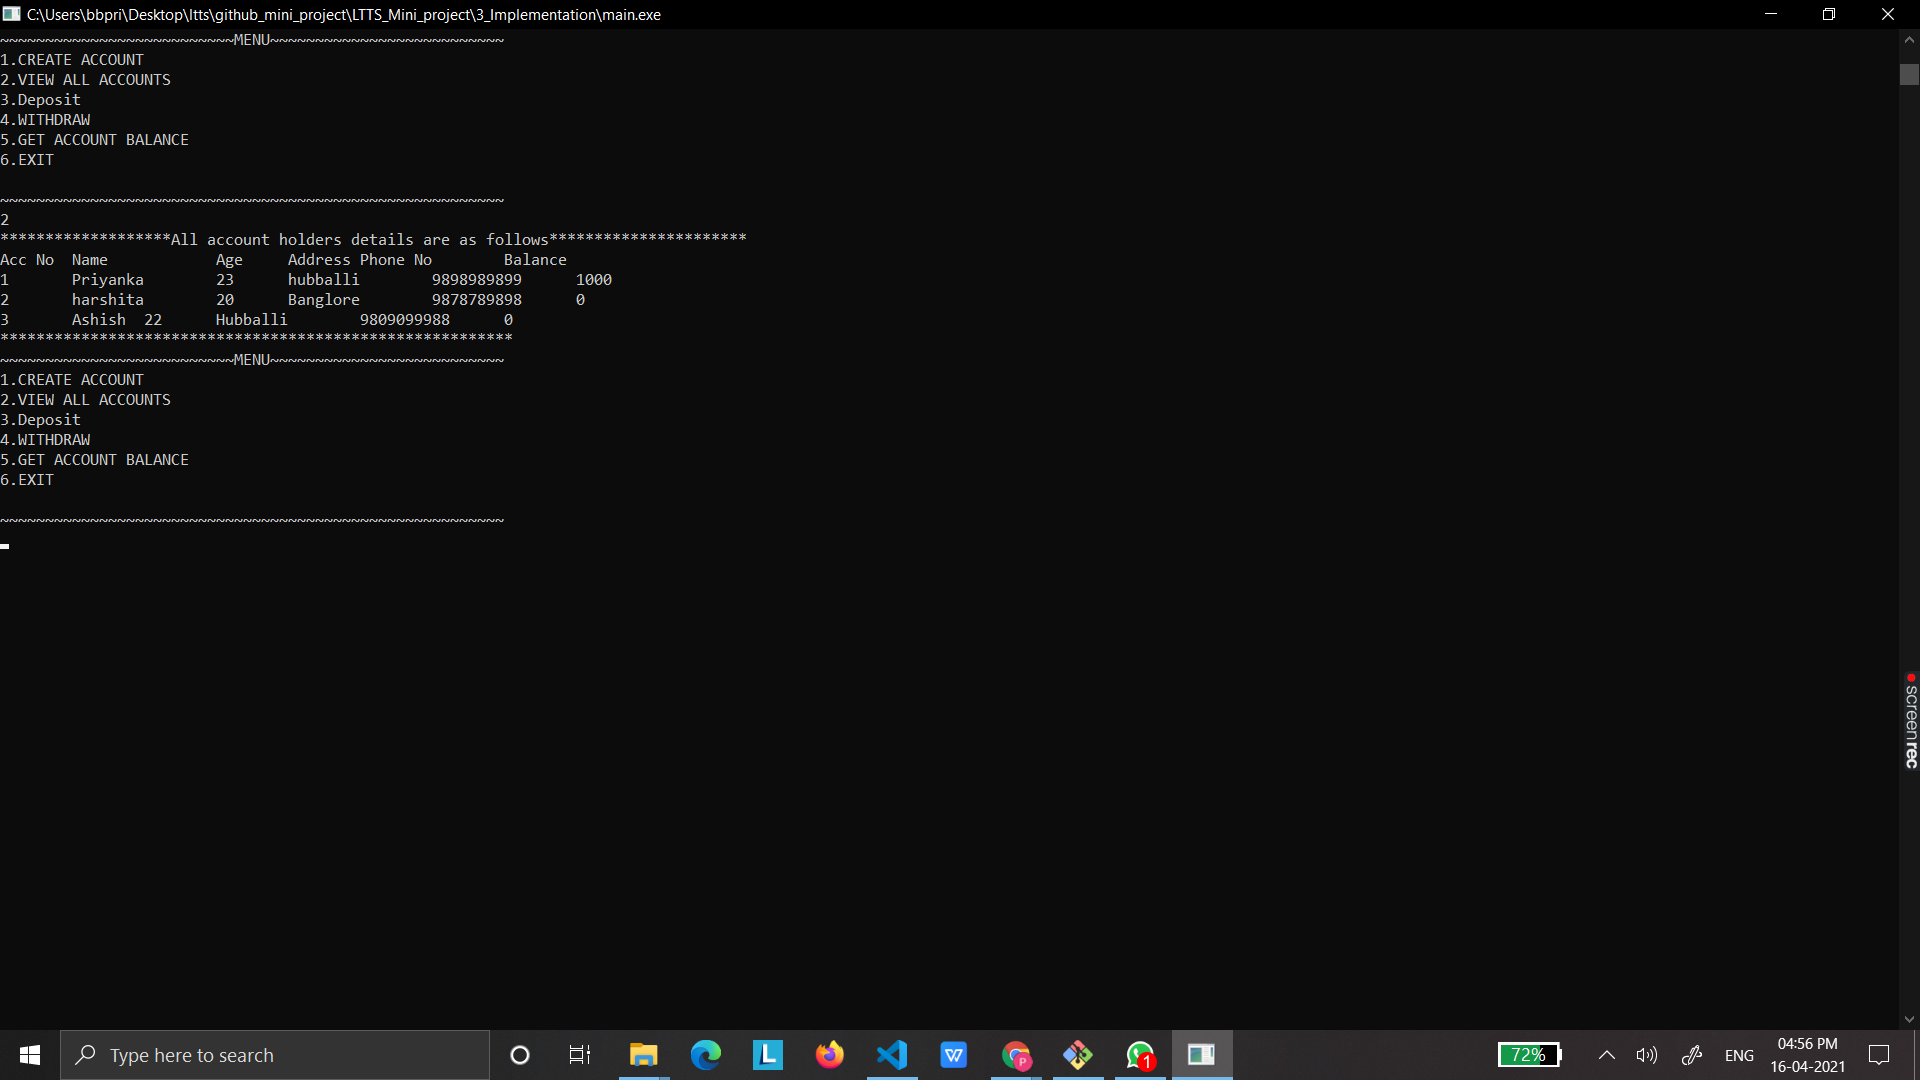 C:\Users\bbpri\Desktop\ltts\github_mini_project\LTTS_Mini_project\3_Implementation\main.exe
~~~~~~~~~~~~~~~~~~~~~~~~~~MENU~~~~~~~~~~~~~~~~~~~~~~~~~~
1.CREATE ACCOUNT
2.VIEW ALL ACCOUNTS
3.Deposit
4.WITHDRAW
5.GET ACCOUNT BALANCE
6.EXIT
~~~~~~~~~~~~~~~~~~~~~~~~~~~~~~~~~~~~~~~~~~~~~~~~~~~~~~~~
2
*******************All account holders details are as follows**********************
Acc No  Name            Age     Address Phone No        Balance
1       Priyanka        23      hubballi        9898989899      1000
2       harshita        20      Banglore        9878789898      0
3       Ashish  22      Hubballi        9809099988      0
*********************************************************
~~~~~~~~~~~~~~~~~~~~~~~~~~MENU~~~~~~~~~~~~~~~~~~~~~~~~~~
1.CREATE ACCOUNT
2.VIEW ALL ACCOUNTS
3.Deposit
4.WITHDRAW
5.GET ACCOUNT BALANCE
6.EXIT
~~~~~~~~~~~~~~~~~~~~~~~~~~~~~~~~~~~~~~~~~~~~~~~~~~~~~~~~
screenrec
Type here to search
L
W
P
1
72%
ENG
04:56 PM
16-04-2021